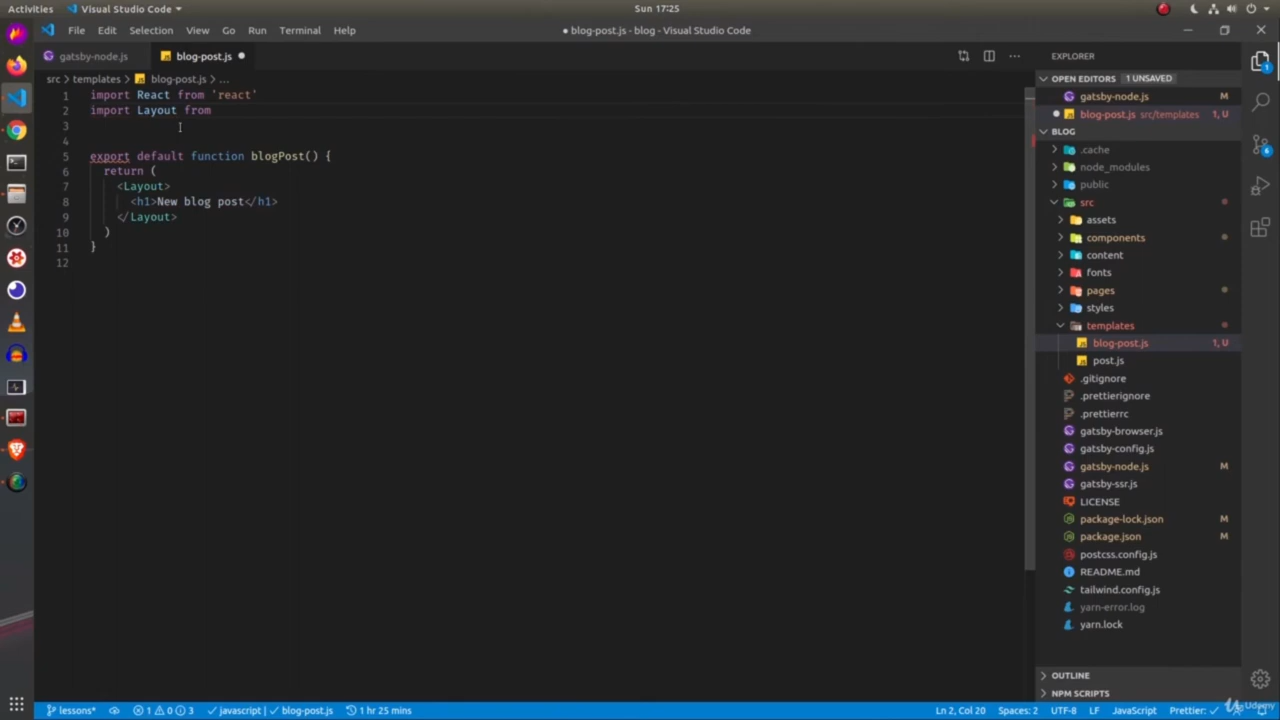 Activities
Visual Studio Code
Sun 17:25
File Edit Selection View Go Run Terminal Help
● blog-post.js - blog - Visual Studio Code
gatsby-node.js
blog-post.js ●
src > templates > blog-post.js > ...
1 import React from 'react'
2 import Layout from
3
4
5 export default function blogPost() {
6 return (
7 <Layout>
8 <h1>New blog post</h1>
9 </Layout>
10 )
11 }
12
EXPLORER
OPEN EDITORS 1 UNSAVED
gatsby-node.js M
● blog-post.js src/templates 1, U
BLOG
.cache
node_modules
public
src
assets
components
content
fonts
pages
styles
templates
blog-post.js 1, U
post.js
.gitignore
.prettierignore
.prettierrc
gatsby-browser.js
gatsby-config.js
gatsby-node.js M
gatsby-ssr.js
LICENSE
package-lock.json M
package.json M
postcss.config.js
README.md
tailwind.config.js
yarn-error.log
yarn.lock
OUTLINE
NPM SCRIPTS
1
6
lessons* 1 0 3 javascript | blog-post.js 1 hr 25 mins
Ln 2, Col 20 Spaces: 2 UTF-8 LF JavaScript Prettier: ✓
Udemy